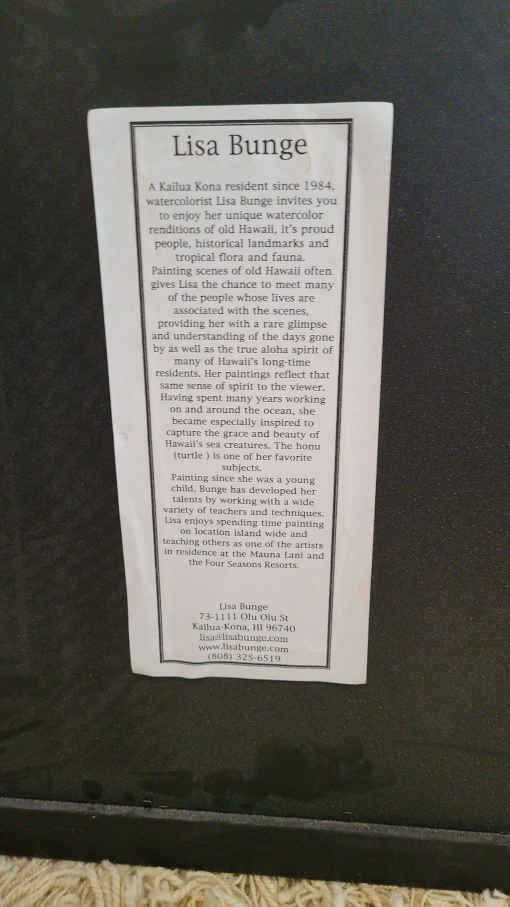 Lisa Bunge
A Kailua Kona resident since 1984,
watercolorist Lisa Bunge invites you
to enjoy her unique watercolor
renditions of old Hawaii, it's proud
people, historical landmarks and
tropical flora and fauna.
Painting scenes of old Hawaii often
gives Lisa the chance to meet many
of the people whose lives are
associated with the scenes,
providing her with a rare glimpse
and understanding of the days gone
by as well as the true aloha spirit of
many of Hawaii's long-time
residents. Her paintings reflect that
same sense of spirit to the viewer.
Having spent many years working
on and around the ocean, she
became especially inspired to
capture the grace and beauty of
Hawaii's sea creatures. The honu
(turtle ) is one of her favorite
subjects.
Painting since she was a young
child, Bunge has developed her
talents by working with a wide
variety of teachers and techniques.
Lisa enjoys spending time painting
on location island wide and
teaching others as one of the artists
in residence at the Mauna Lani and
the Four Seasons Resorts.
Lisa Bunge
73-1111 Olu Olu St
Kailua-Kona, HI 96740
lisa@lisabunge.com
www.lisabunge.com
(808) 325-6519